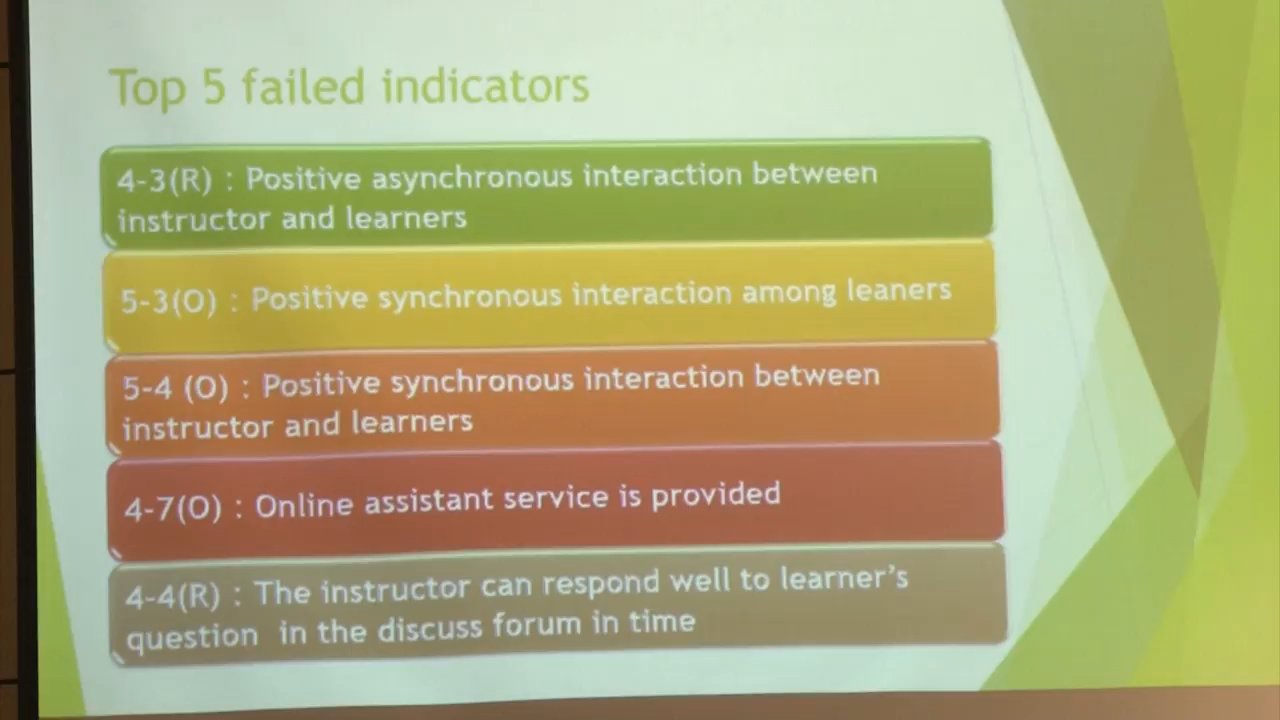 Top 5 failed indicators
4-3(R) : Positive asynchronous interaction between
instructor and learners
5-3(O) : Positive synchronous interaction among leaners
5-4 (O) : Positive synchronous interaction between
instructor and learners
4-7(O) : Online assistant service is provided
4-4(R) : The instructor can respond well to learner’s
question in the discuss forum in time